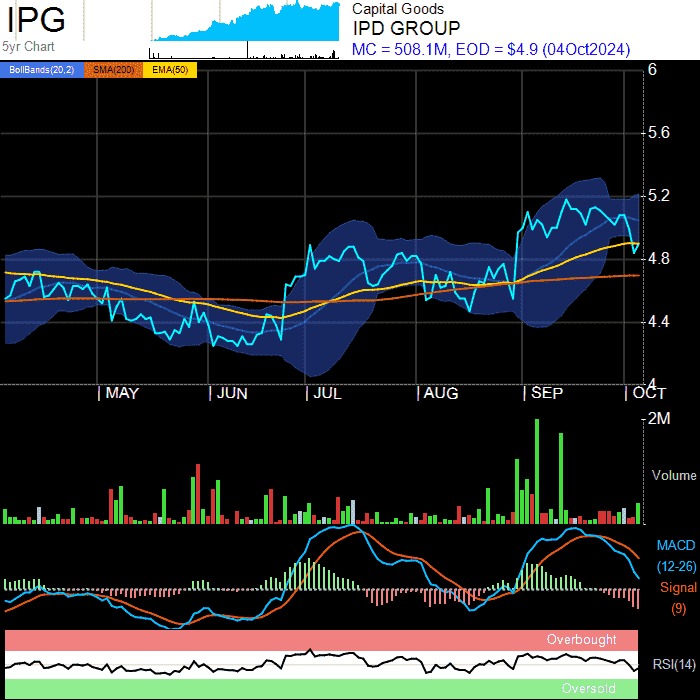 IPG
5yr Chart
Capital Goods
IPD GROUP
MC = 508.1M, EOD = $4.9 (04Oct2024)
BollBands(20,2) SMA(200) EMA(50)
6
5.6
5.2
4.8
4.4
4
MAY JUN JUL AUG SEP OCT
2M
Volume
MACD
(12-26)
Signal
(9)
Overbought
RSI(14)
Oversold